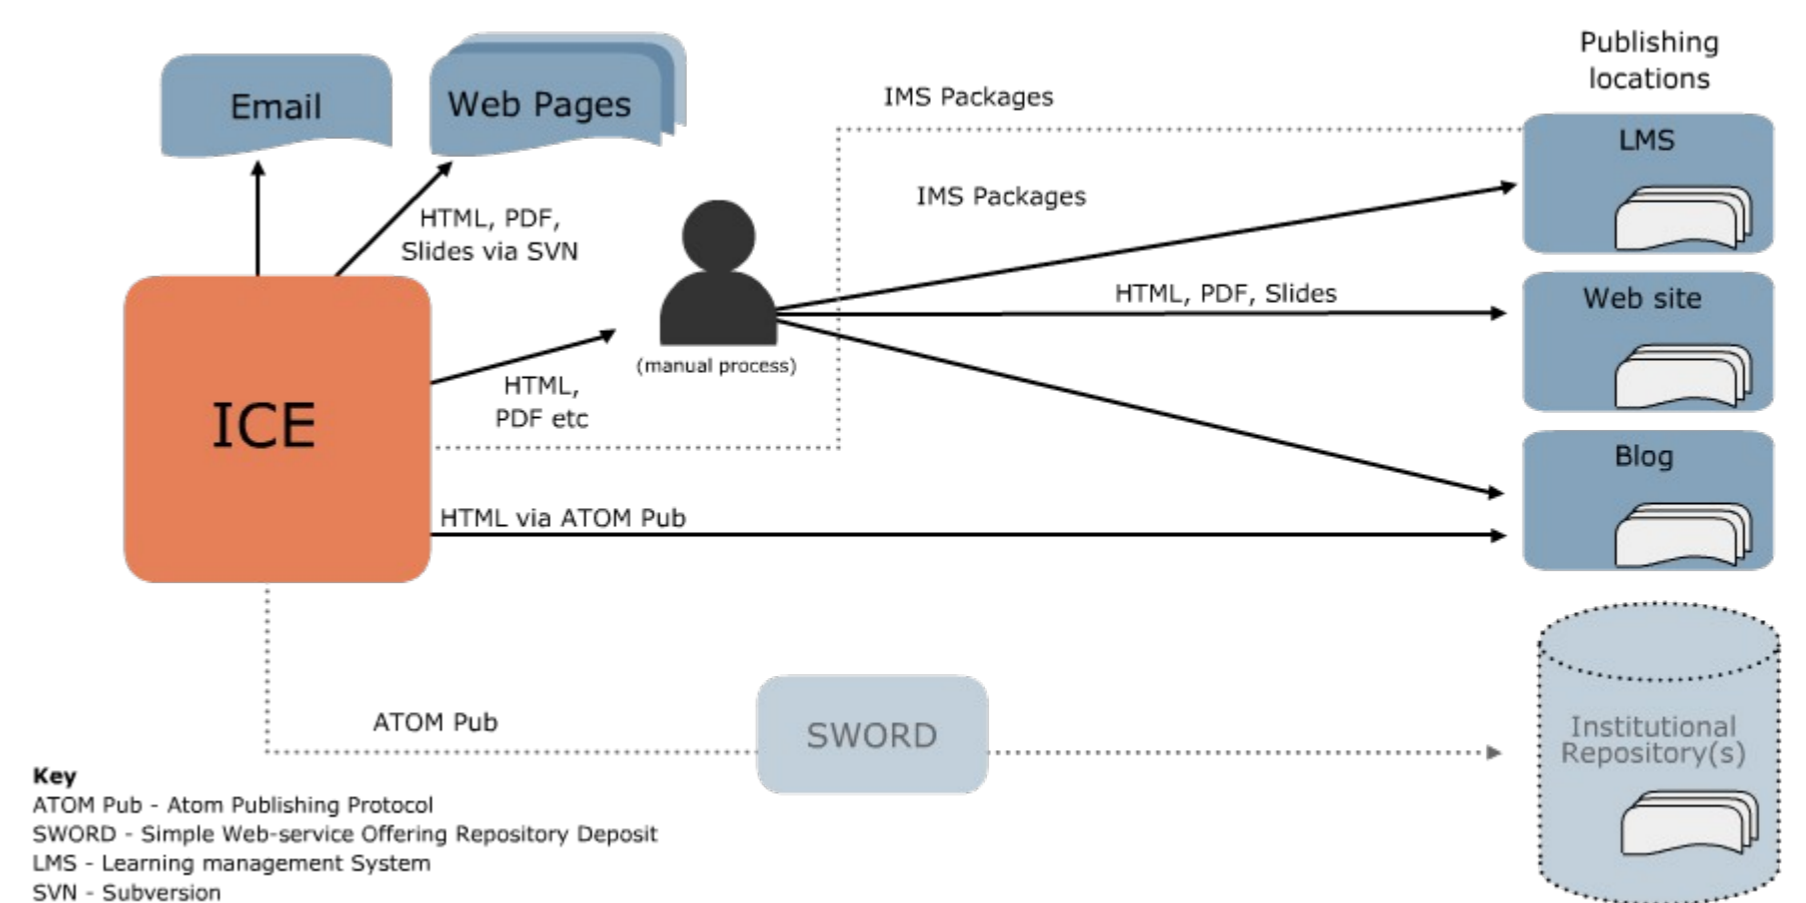 Publishing
locations
Email
Web Pages
IMS Packages
LMS
IMS Packages
HTML, PDF,
Slides via SVN
HTML, PDF, Slides
Web site
(manual process)
HTML,
PDF etc
ICE
Blog
HTML via ATOM Pub
ATOM Pub
SWORD
Institutional
Repository(s)
Key
ATOM Pub - Atom Publishing Protocol
SWORD - Simple Web-service Offering Repository Deposit
LMS - Learning management System
SVN - Subversion